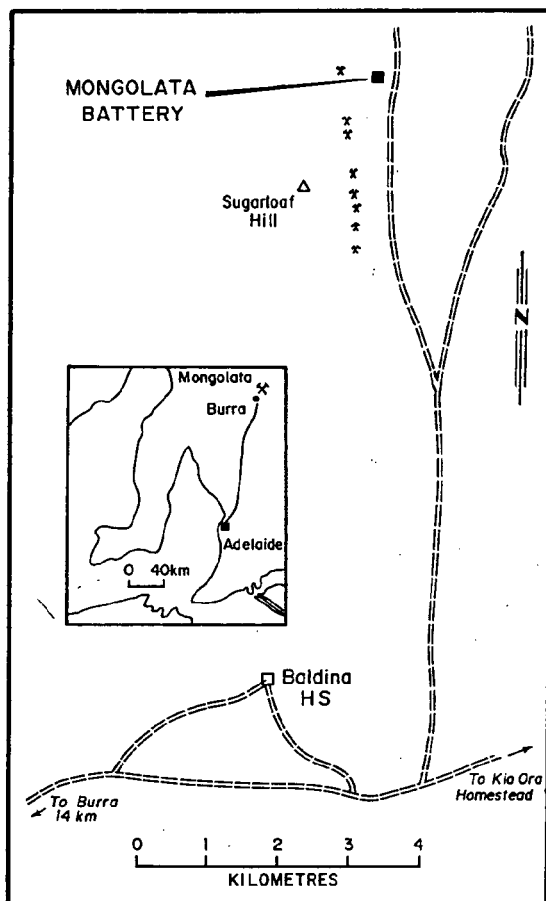 MONGOLATA
BATTERY
Sugarloaf
Hill
N
Mongolata
Burra
Adelaide
0 40km
Baldina
HS
To Kia Ora
Homestead
To Burra
14 km
0 1 2 3 4
KILOMETRES